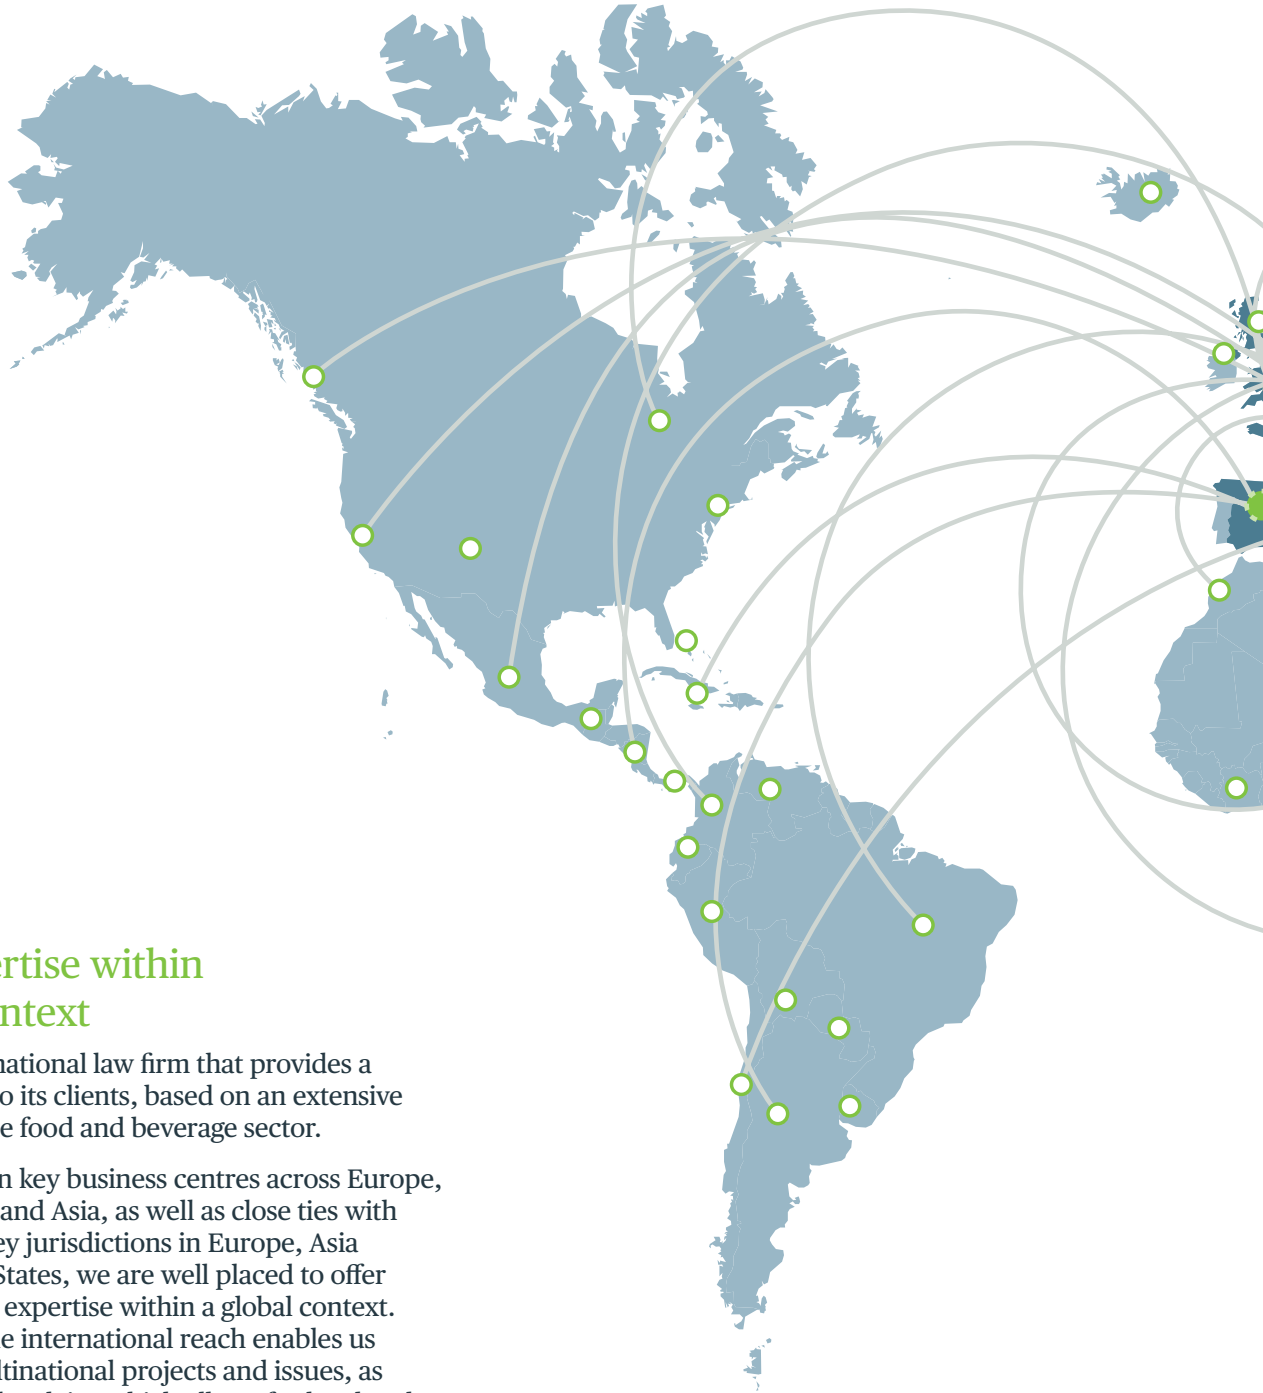 rtise within
ntext
national law firm that provides a
o its clients, based on an extensive
e food and beverage sector.
n key business centres across Europe,
and Asia, as well as close ties with
ey jurisdictions in Europe, Asia
States, we are well placed to offer
expertise within a global context.
e international reach enables us
ltinational projects and issues, as